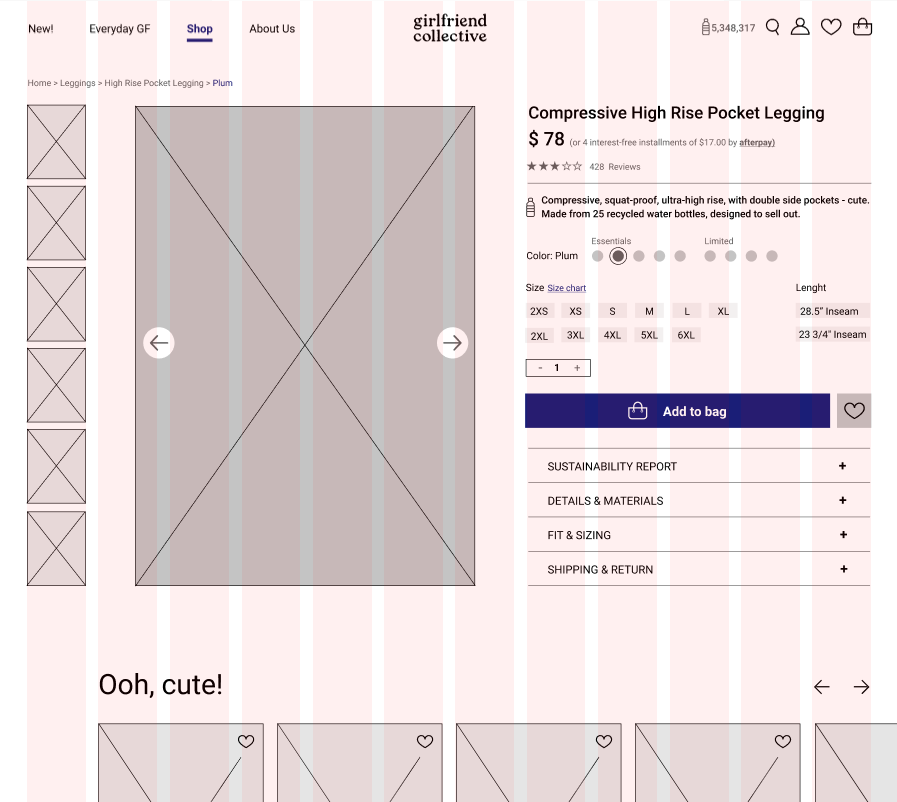 New! Everyday GF Shop About Us girlfriend collective 5,348,317
Home > Leggings > High Rise Pocket Legging > Plum
Compressive High Rise Pocket Legging
$ 78 (or 4 interest-free installments of $17.00 by afterpay)
★★★☆☆ 428 Reviews
Compressive, squat-proof, ultra-high rise, with double side pockets - cute.
Made from 25 recycled water bottles, designed to sell out.
Essentials Limited
Color: Plum
Size Size chart Lenght
2XS XS S M L XL 28.5” Inseam
2XL 3XL 4XL 5XL 6XL 23 3/4" Inseam
- 1 +
Add to bag
SUSTAINABILITY REPORT +
DETAILS & MATERIALS +
FIT & SIZING +
SHIPPING & RETURN +
Ooh, cute!